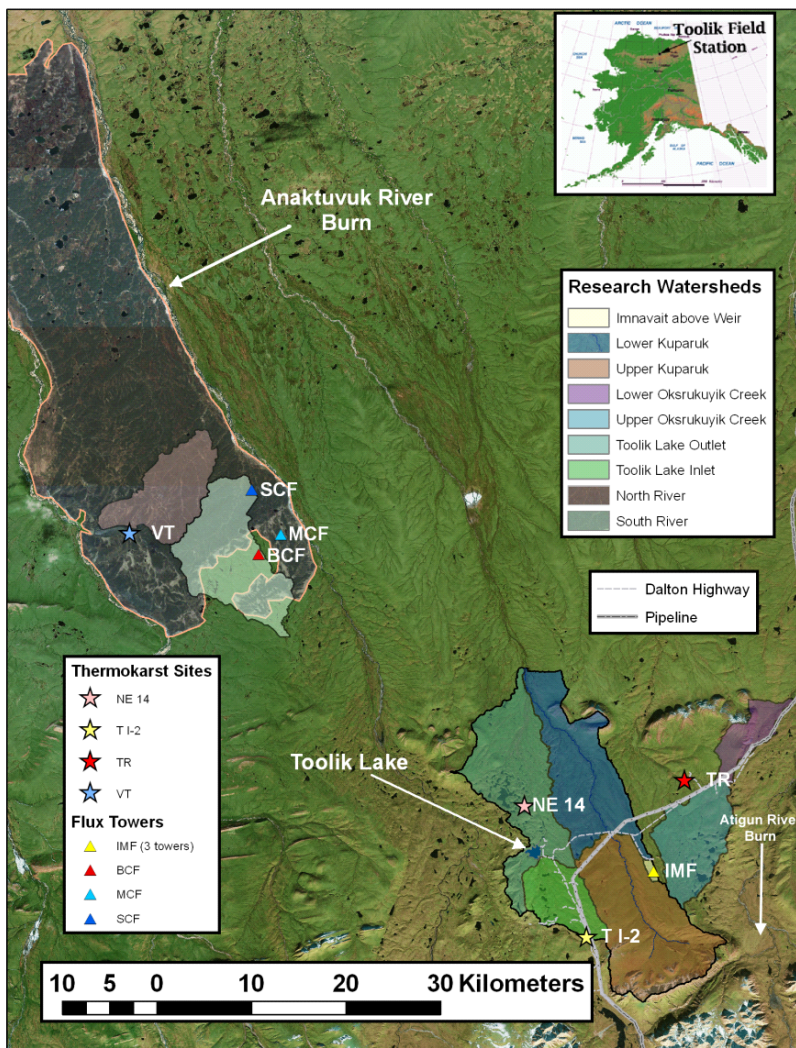 Toolik Field
Station
ARCTIC OCEAN
PACIFIC OCEAN
Anaktuvuk River
Burn
Research Watersheds
Imnavait above Weir
Lower Kuparuk
Upper Kuparuk
Lower Oksrukuyik Creek
Upper Oksrukuyik Creek
Toolik Lake Outlet
Toolik Lake Inlet
North River
South River
SCF
VT
MCF
BCF
Dalton Highway
Pipeline
Thermokarst Sites
NE 14
T I-2
TR
VT
Flux Towers
IMF (3 towers)
BCF
MCF
SCF
Toolik Lake
TR
NE 14
Atigun River
Burn
IMF
T I-2
10 5 0 10 20 30 Kilometers